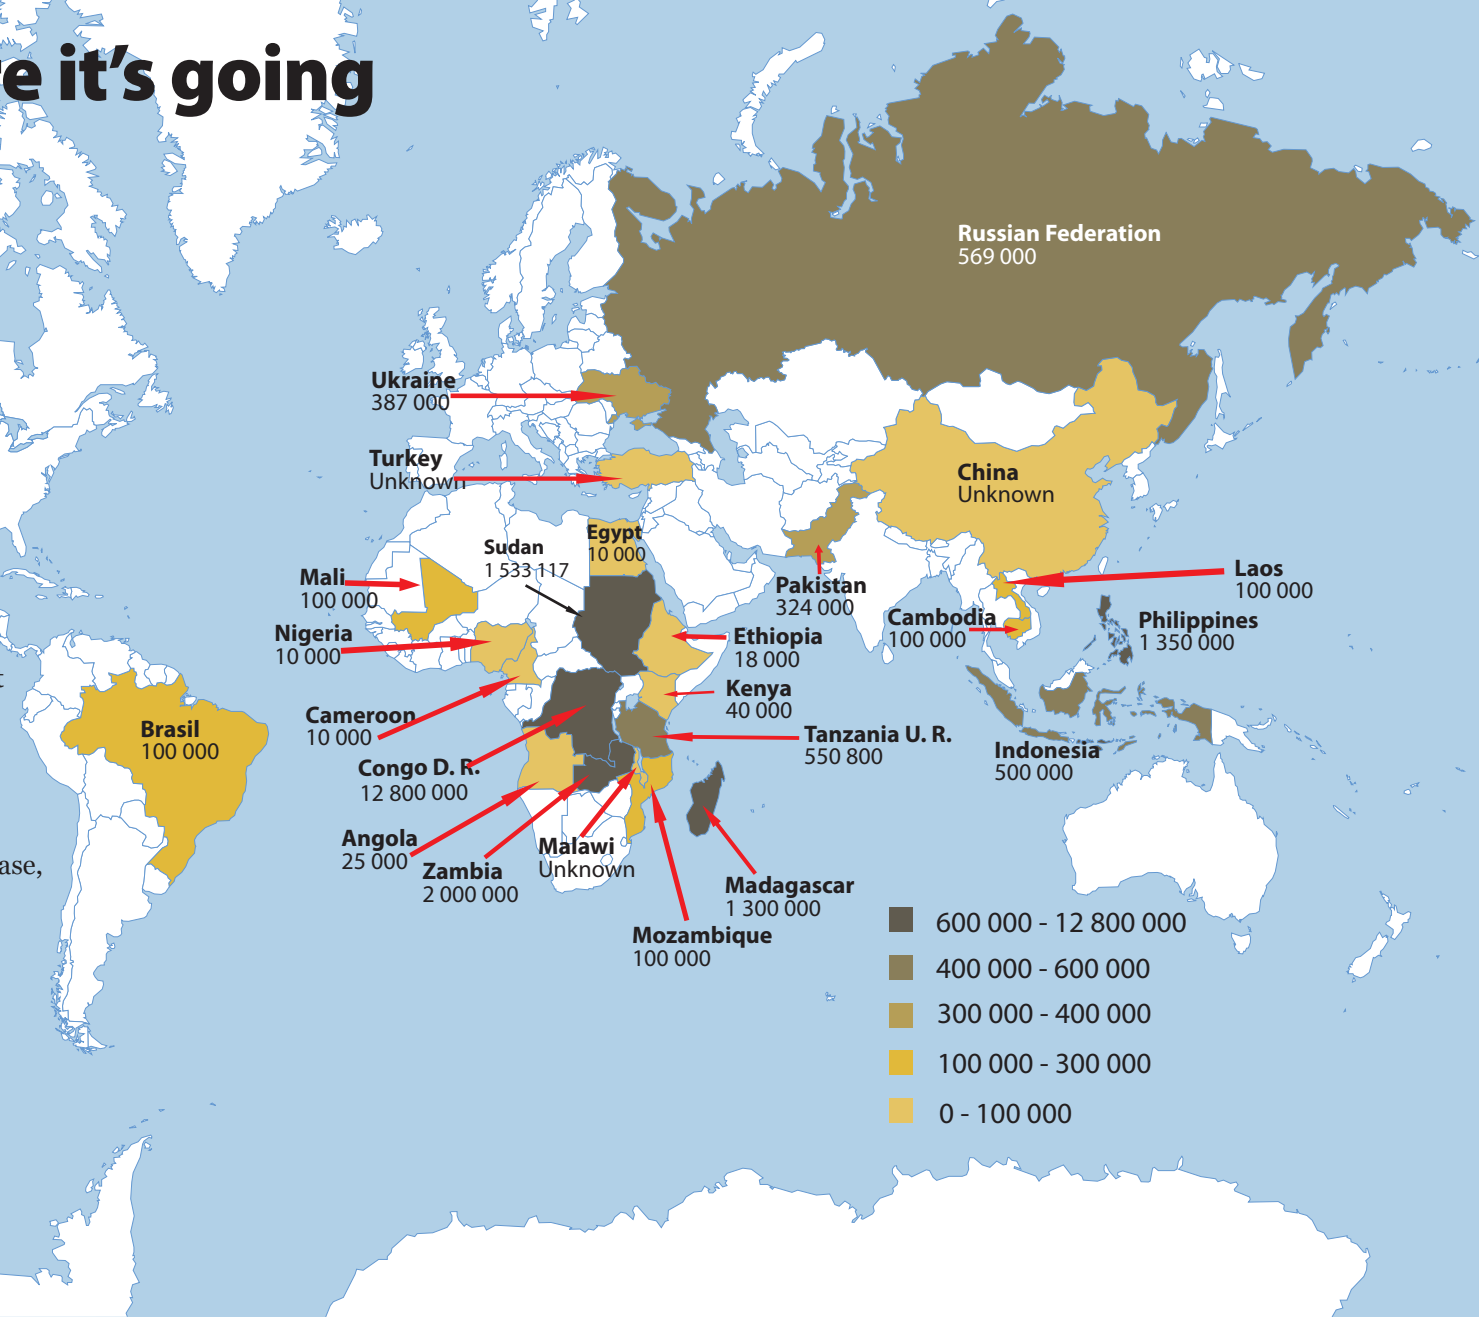 e it's going
Russian Federation
569 000
Ukraine
387 000
Turkey
Unknown
China
Unknown
Egypt
10 000
Sudan
1 533 117
Mali
100 000
Nigeria
10 000
Pakistan
324 000
Laos
100 000
Cambodia
100 000
Philippines
1 350 000
Ethiopia
18 000
Kenya
40 000
Brasil
100 000
Cameroon
10 000
Tanzania U. R.
550 800
Indonesia
500 000
Congo D. R.
12 800 000
Angola
25 000
Zambia
2 000 000
Malawi
Unknown
Madagascar
1 300 000
Mozambique
100 000
t
ase,
600 000 - 12 800 000
400 000 - 600 000
300 000 - 400 000
100 000 - 300 000
0 - 100 000